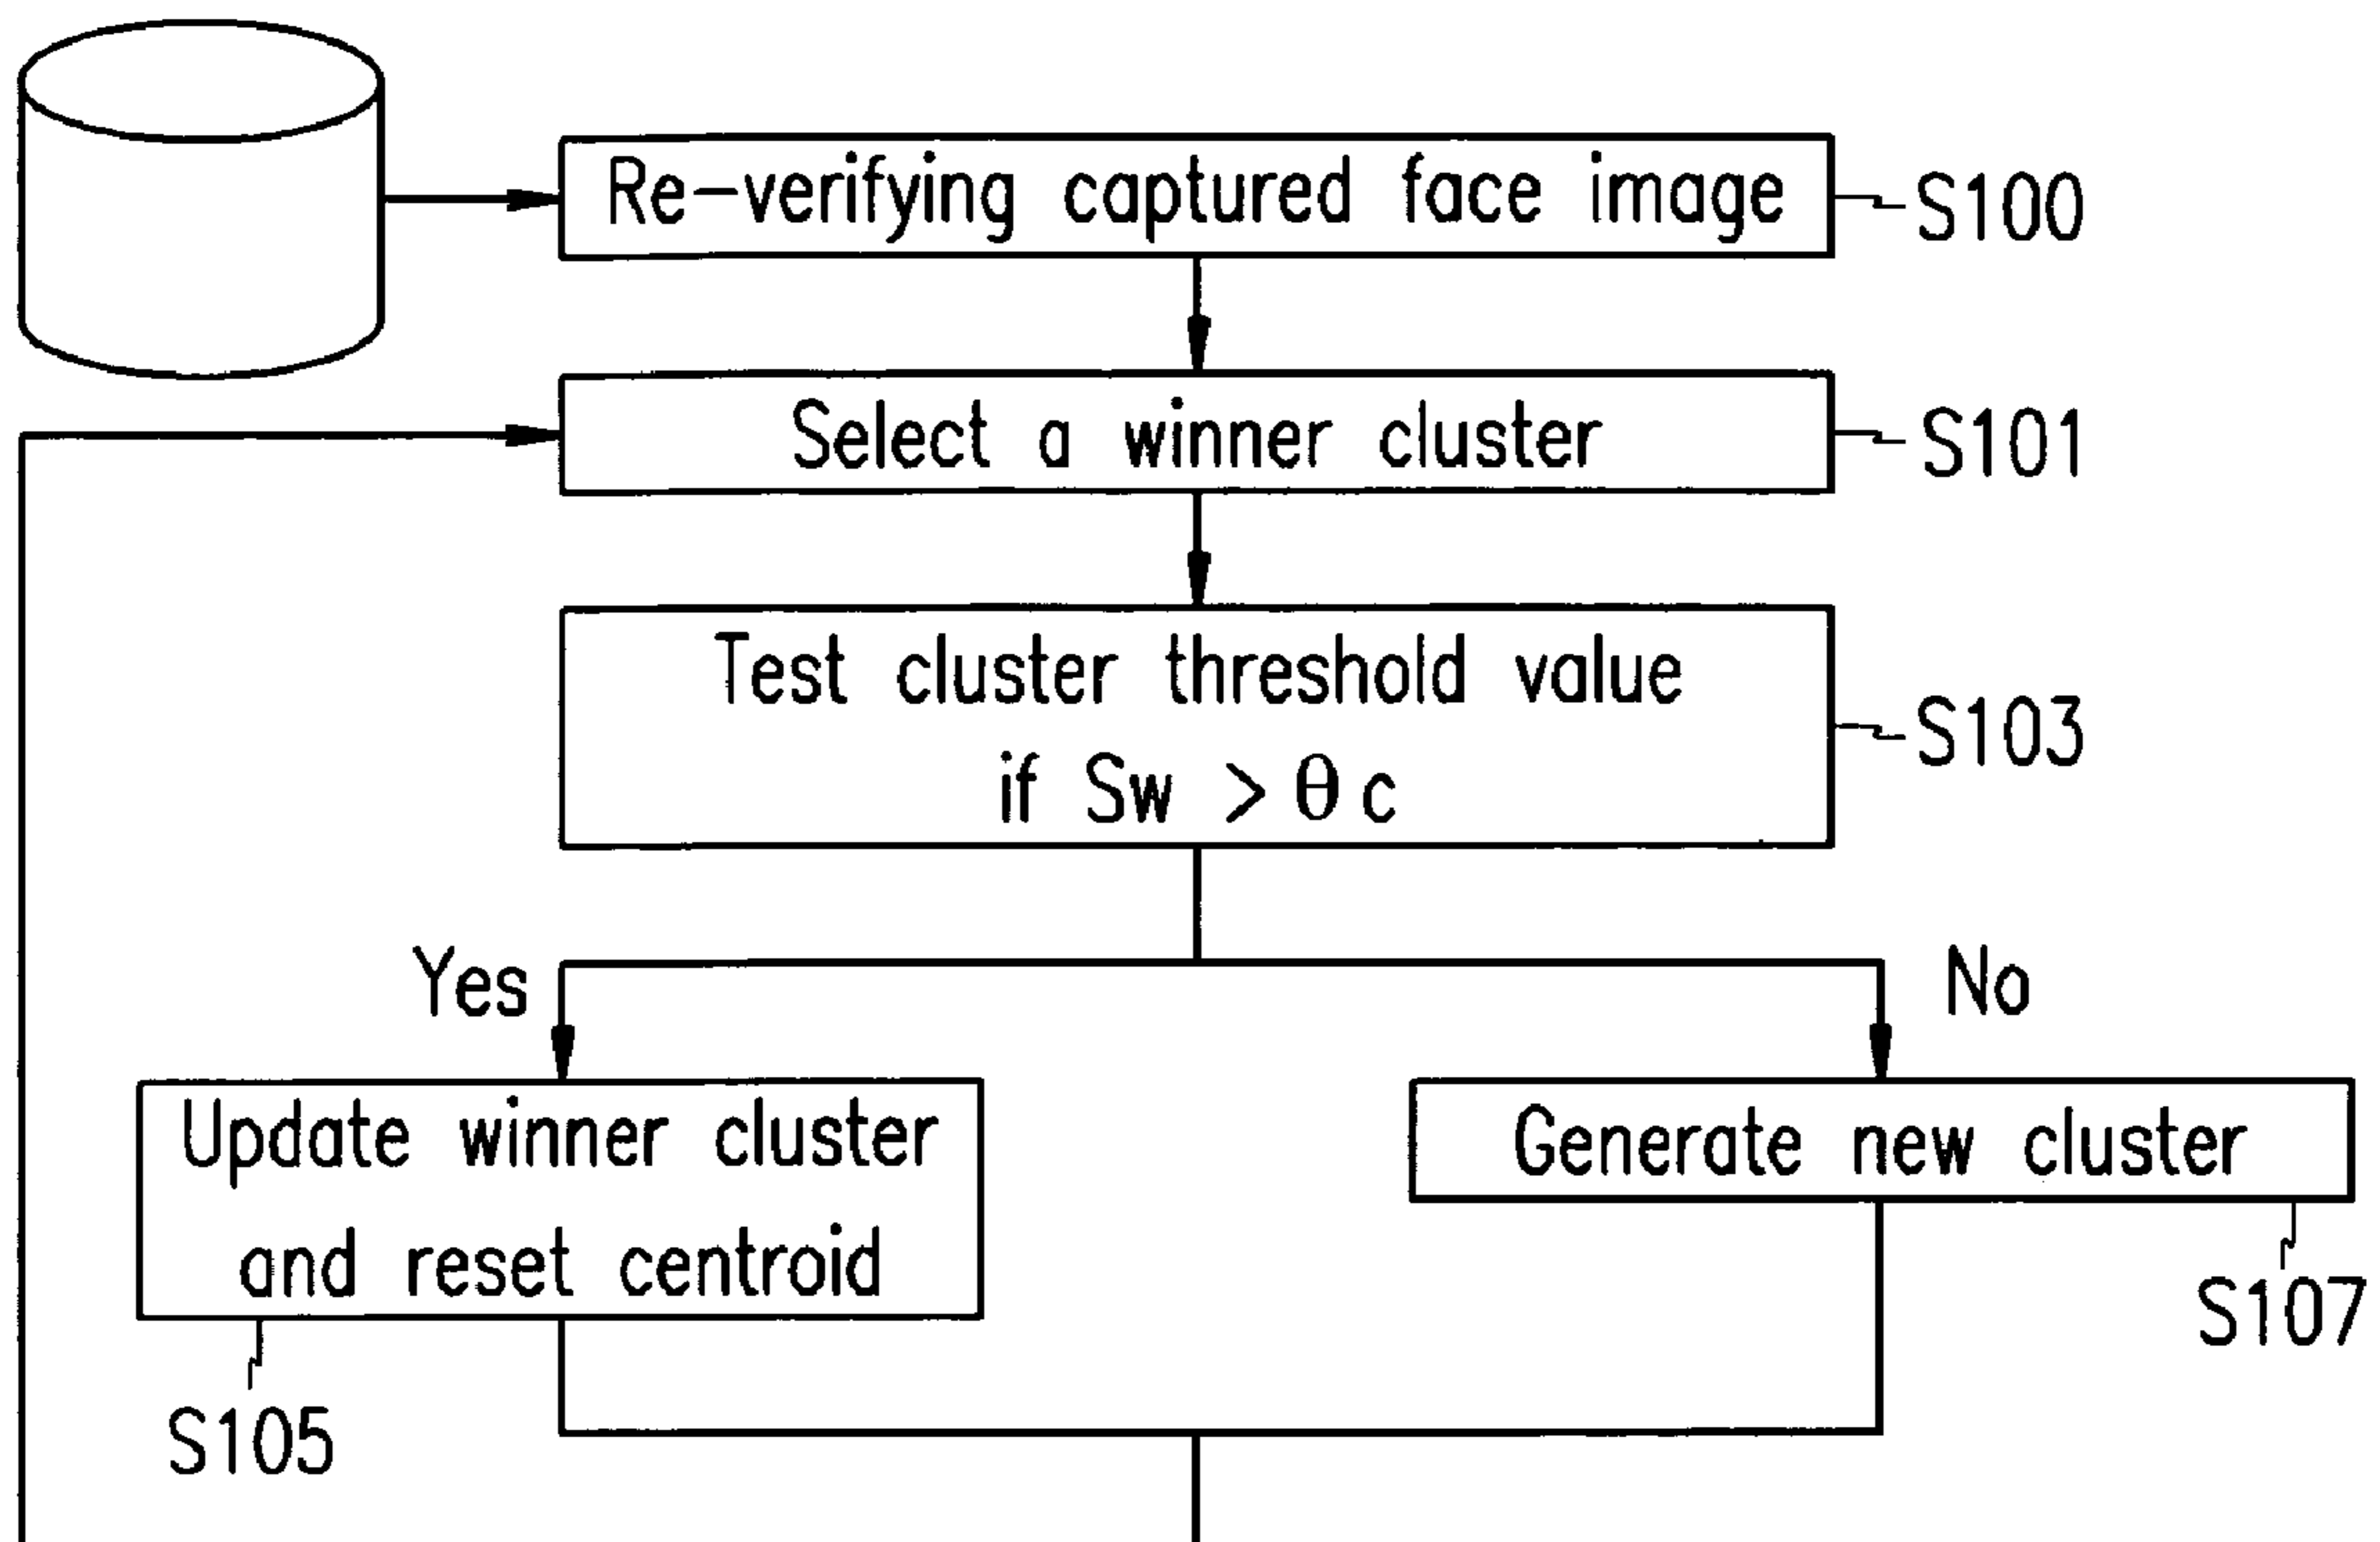 Re-verifying captured face image
S100
Select a winner cluster
S101
Test cluster threshold value
if Sw > θ c
S103
Yes
No
Update winner cluster
and reset centroid
Generate new cluster
S107
S105